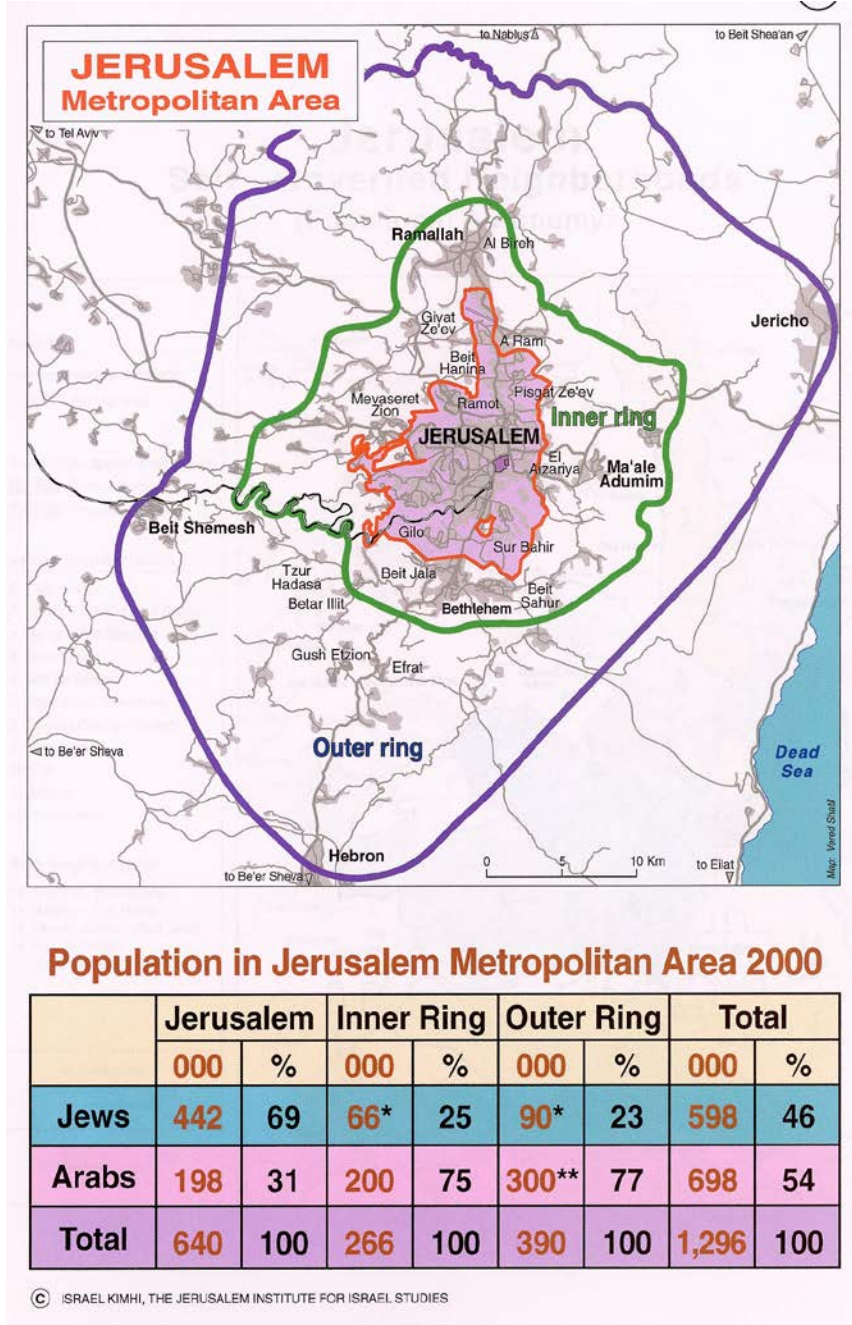 to Nablus
to Beit Shea'an
JERUSALEM
Metropolitan Area
to Tel Aviv
Ramallah
Al Bireh
Jericho
Givat
Ze'ev
A Ram
Beit
Hanina
Mevaseret
Zion
Ramot
Pisgat Ze'ev
Inner ring
JERUSALEM
El
Aizariya
Ma'ale
Adumim
Beit Shemesh
Gilo
Sur Bahir
Tzur
Hadasa
Beit Jala
Betar Illit
Bethlehem
Beit
Sahur
Gush Etzion
Efrat
Outer ring
to Be'er Sheva
Dead
Sea
Hebron
0 5 10 Km
to Eilat
to Be'er Sheva
Map: Vered Shatil
Population in Jerusalem Metropolitan Area 2000
Jerusalem Inner Ring Outer Ring Total
000 % 000 % 000 % 000 %
Jews 442 69 66* 25 90* 23 598 46
Arabs 198 31 200 75 300** 77 698 54
Total 640 100 266 100 390 100 1,296 100
© ISRAEL KIMHI, THE JERUSALEM INSTITUTE FOR ISRAEL STUDIES